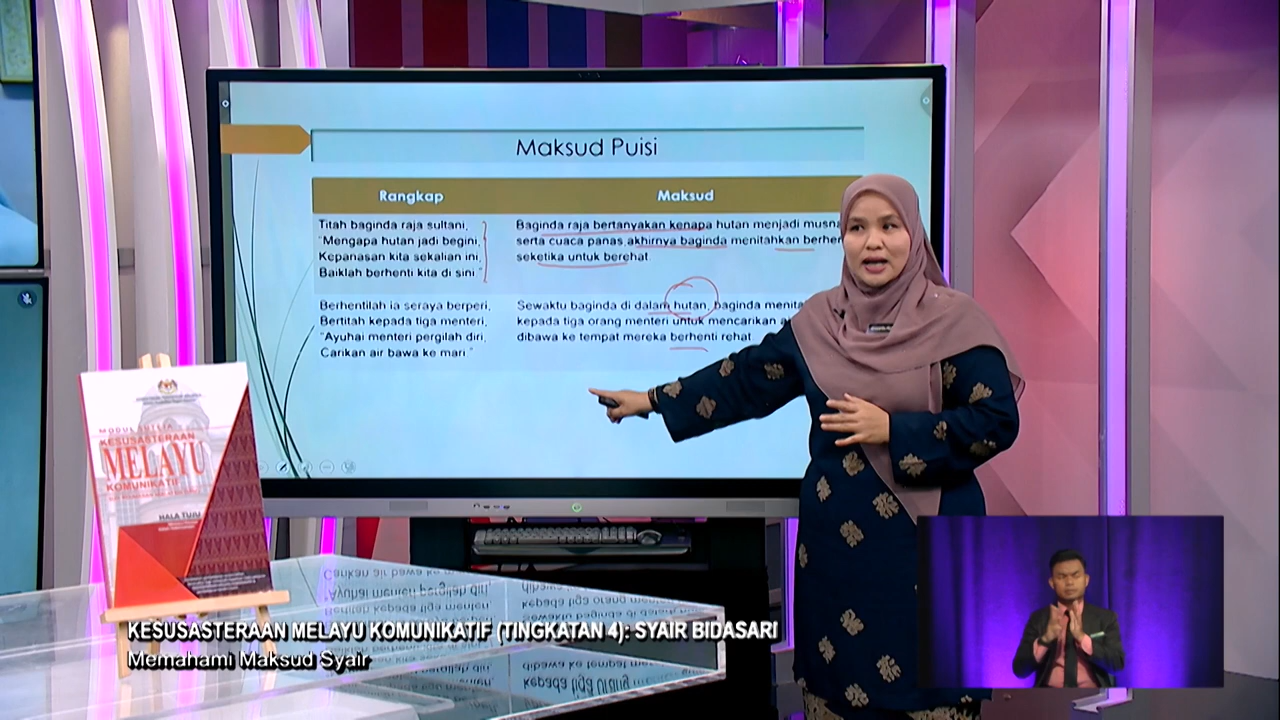 Maksud Puisi
Rangkap
Maksud
Titah baginda raja sultani,
"Mengapa hutan jadi begini,
Kepanasan kita sekalian ini,
Baiklah berhenti kita di sini."
Baginda raja bertanyakan kenapa hutan menjadi
serta cuaca panas akhirnya baginda menitahkan
seketika untuk berehat
Berhentilah ia seraya berperi,
Bertitah kepada tiga menteri,
"Ayuhai menteri pergilah diri,
Carikan air bawa ke mari."
Sewaktu baginda di dalam hutan, baginda
kepada tiga orang menteri untuk mencarikan
dibawa ke tempat mereka berhenti rehat
KESUSASTERAAN
MELAYU
KOMUNIKATIF
HALA TUJU
KESUSASTERAAN MELAYU KOMUNIKATIF (TINGKATAN 4): SYAIR BIDASARI
Memahami Maksud Syair